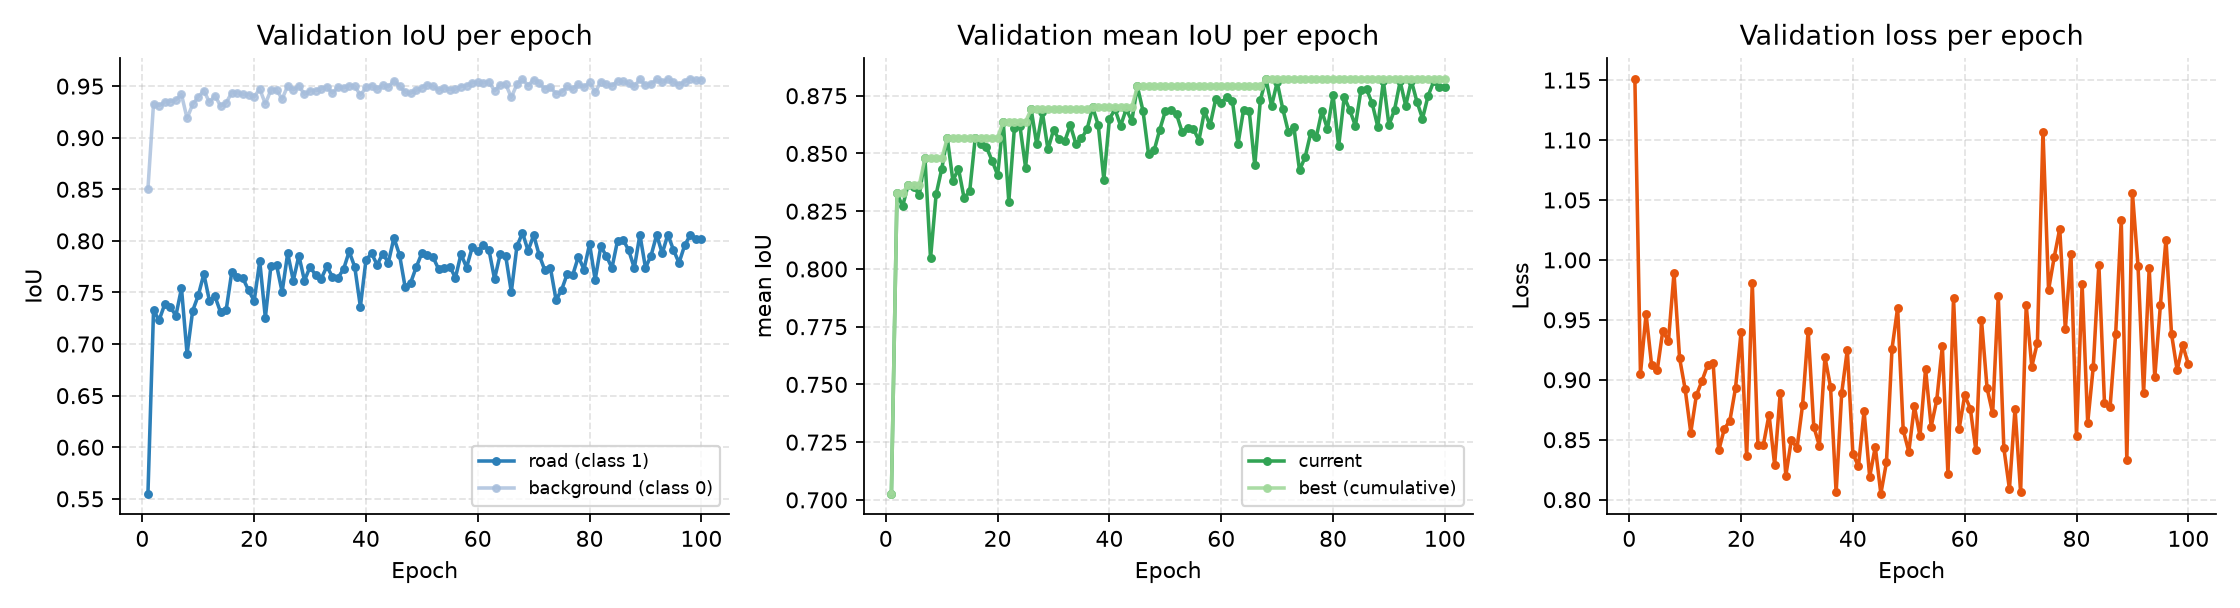 Validation IoU per epoch
IoU
0.95
0.90
0.85
0.80
0.75
0.70
0.65
0.60
0.55
road (class 1)
background (class 0)
0 20 40 60 80 100
Epoch
Validation mean IoU per epoch
mean IoU
0.875
0.850
0.825
0.800
0.775
0.750
0.725
0.700
current
best (cumulative)
0 20 40 60 80 100
Epoch
Validation loss per epoch
Loss
1.15
1.10
1.05
1.00
0.95
0.90
0.85
0.80
0 20 40 60 80 100
Epoch